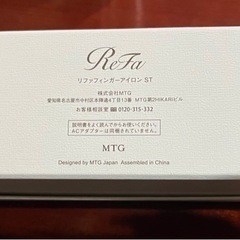 ReFa
リファフィンガーアイロン ST
株式会社MTG
愛知県名古屋市中村区本陣通4丁目13番 MTG第2HIKARIビル
お客様相談室 0120-315-332
説明書をよく読んでからお使いください。
ACアダプターは同梱されていません。
MTG
Designed by MTG Japan Assembled in China